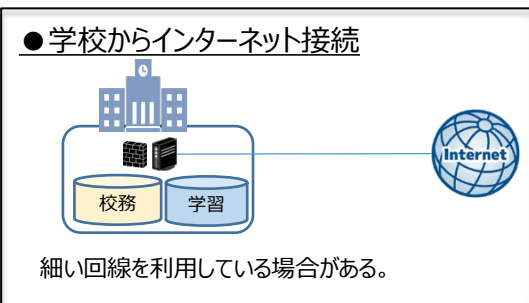 ●学校からインターネット接続
Internet
校務
学習
細い回線を利用している場合がある。